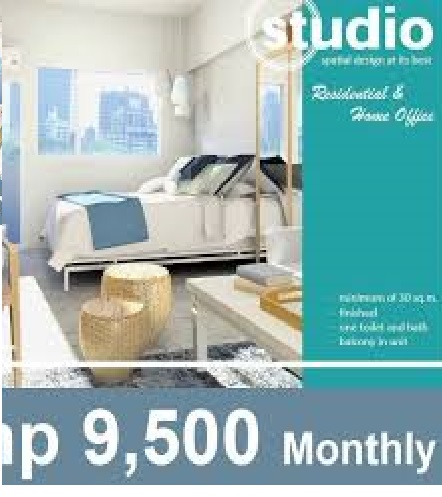 studio
spatial design at its best
Residential &
Home Office
- minimum of 30 sq.m.
- finished
- one toilet and bath
- balcony in unit
hp 9,500 Monthly